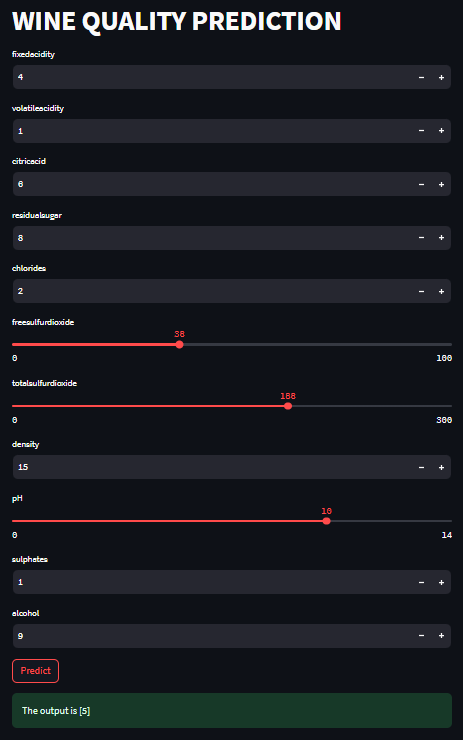 WINE QUALITY PREDICTION
fixedacidity
4 − +
volatileacidity
1 − +
citricacid
6 − +
residualsugar
8 − +
chlorides
2 − +
freesulfurdioxide
38
0 100
totalsulfurdioxide
188
0 300
density
15 − +
pH
10
0 14
sulphates
1 − +
alcohol
9 − +
Predict
The output is [5]